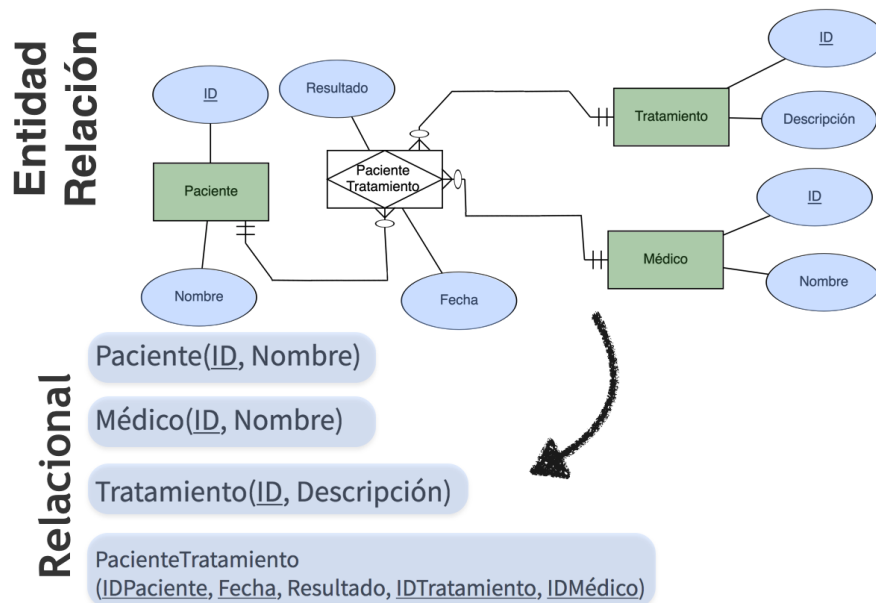 Entidad
Relación
ID
Resultado
ID
Tratamiento
Descripción
Paciente
Paciente
Tratamiento
ID
Médico
Nombre
Nombre
Fecha
Relacional
Paciente(ID, Nombre)
Médico(ID, Nombre)
Tratamiento(ID, Descripción)
PacienteTratamiento
(IDPaciente, Fecha, Resultado, IDTratamiento, IDMédico)